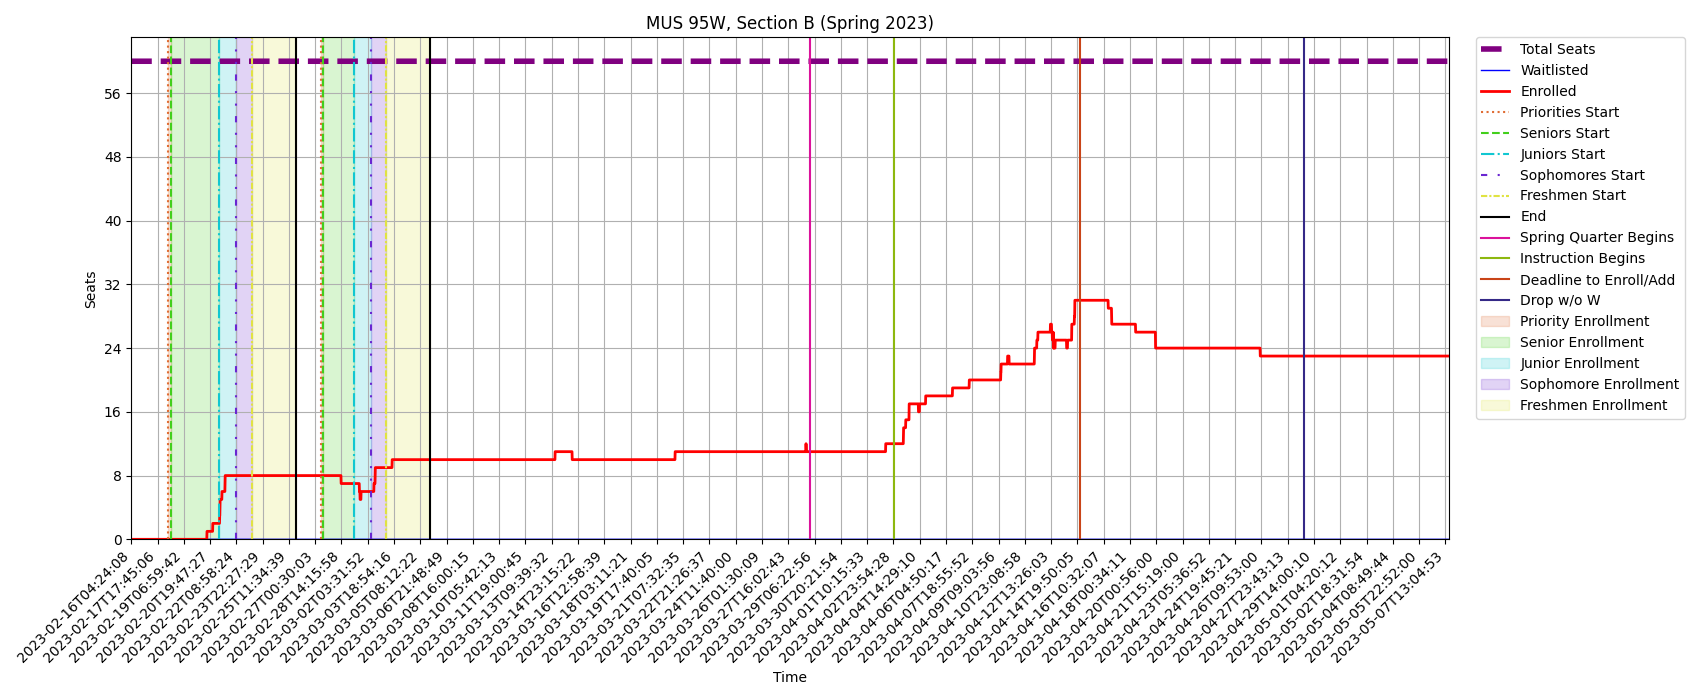 MUS 95W, Section B (Spring 2023)
Total Seats
Waitlisted
Enrolled
Priorities Start
Seniors Start
Juniors Start
Sophomores Start
Freshmen Start
End
Spring Quarter Begins
Instruction Begins
Deadline to Enroll/Add
Drop w/o W
Priority Enrollment
Senior Enrollment
Junior Enrollment
Sophomore Enrollment
Freshmen Enrollment
Seats
56
48
40
32
24
16
8
0
2023-02-16T04:24:08
2023-02-17T17:45:06
2023-02-19T06:59:42
2023-02-20T19:47:27
2023-02-22T08:58:24
2023-02-23T22:27:29
2023-02-25T11:34:39
2023-02-27T00:30:03
2023-02-28T14:15:58
2023-03-02T03:31:52
2023-03-03T18:54:16
2023-03-05T08:12:22
2023-03-06T21:48:49
2023-03-08T16:00:15
2023-03-10T05:42:13
2023-03-11T19:00:45
2023-03-13T09:39:32
2023-03-14T23:15:22
2023-03-16T12:58:39
2023-03-18T03:11:21
2023-03-19T17:40:05
2023-03-21T07:32:35
2023-03-22T21:26:37
2023-03-24T11:40:00
2023-03-26T01:30:09
2023-03-27T16:02:43
2023-03-29T06:22:56
2023-03-30T20:21:54
2023-04-01T10:15:33
2023-04-02T23:54:28
2023-04-04T14:29:10
2023-04-06T04:50:17
2023-04-07T18:55:52
2023-04-09T09:03:56
2023-04-10T23:08:58
2023-04-12T13:26:03
2023-04-14T19:50:05
2023-04-16T10:32:07
2023-04-18T00:34:11
2023-04-20T00:56:00
2023-04-21T15:19:00
2023-04-23T05:36:52
2023-04-24T19:45:21
2023-04-26T09:53:00
2023-04-27T23:43:13
2023-04-29T14:00:10
2023-05-01T04:20:12
2023-05-02T18:31:54
2023-05-04T08:49:44
2023-05-05T22:52:00
2023-05-07T13:04:53
Time